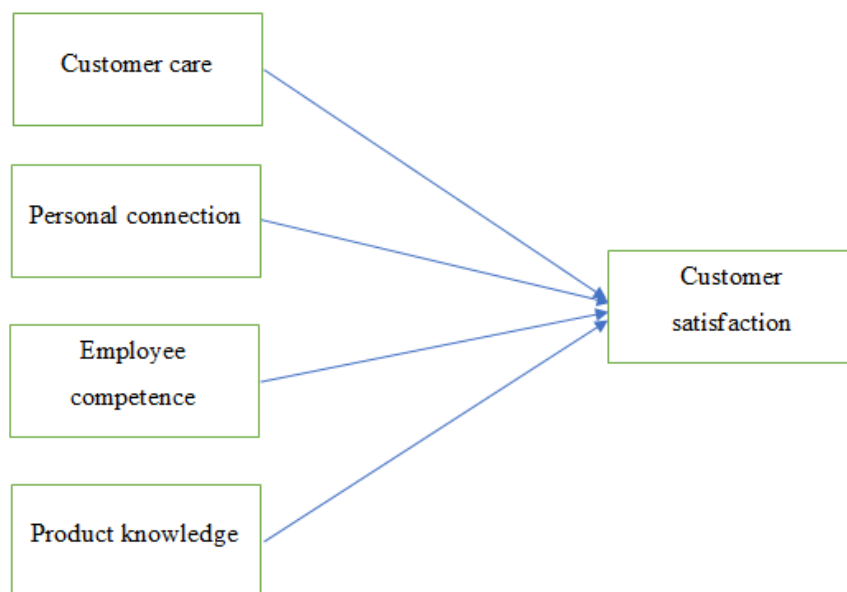 Customer care
Personal connection
Employee
competence
Product knowledge
Customer
satisfaction